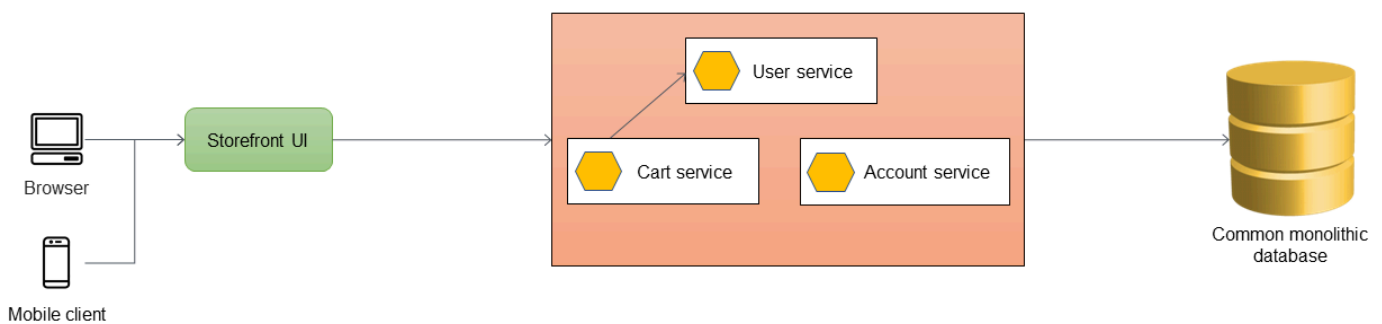 User service
Storefront UI
Cart service
Account service
Browser
Common monolithic
database
Mobile client